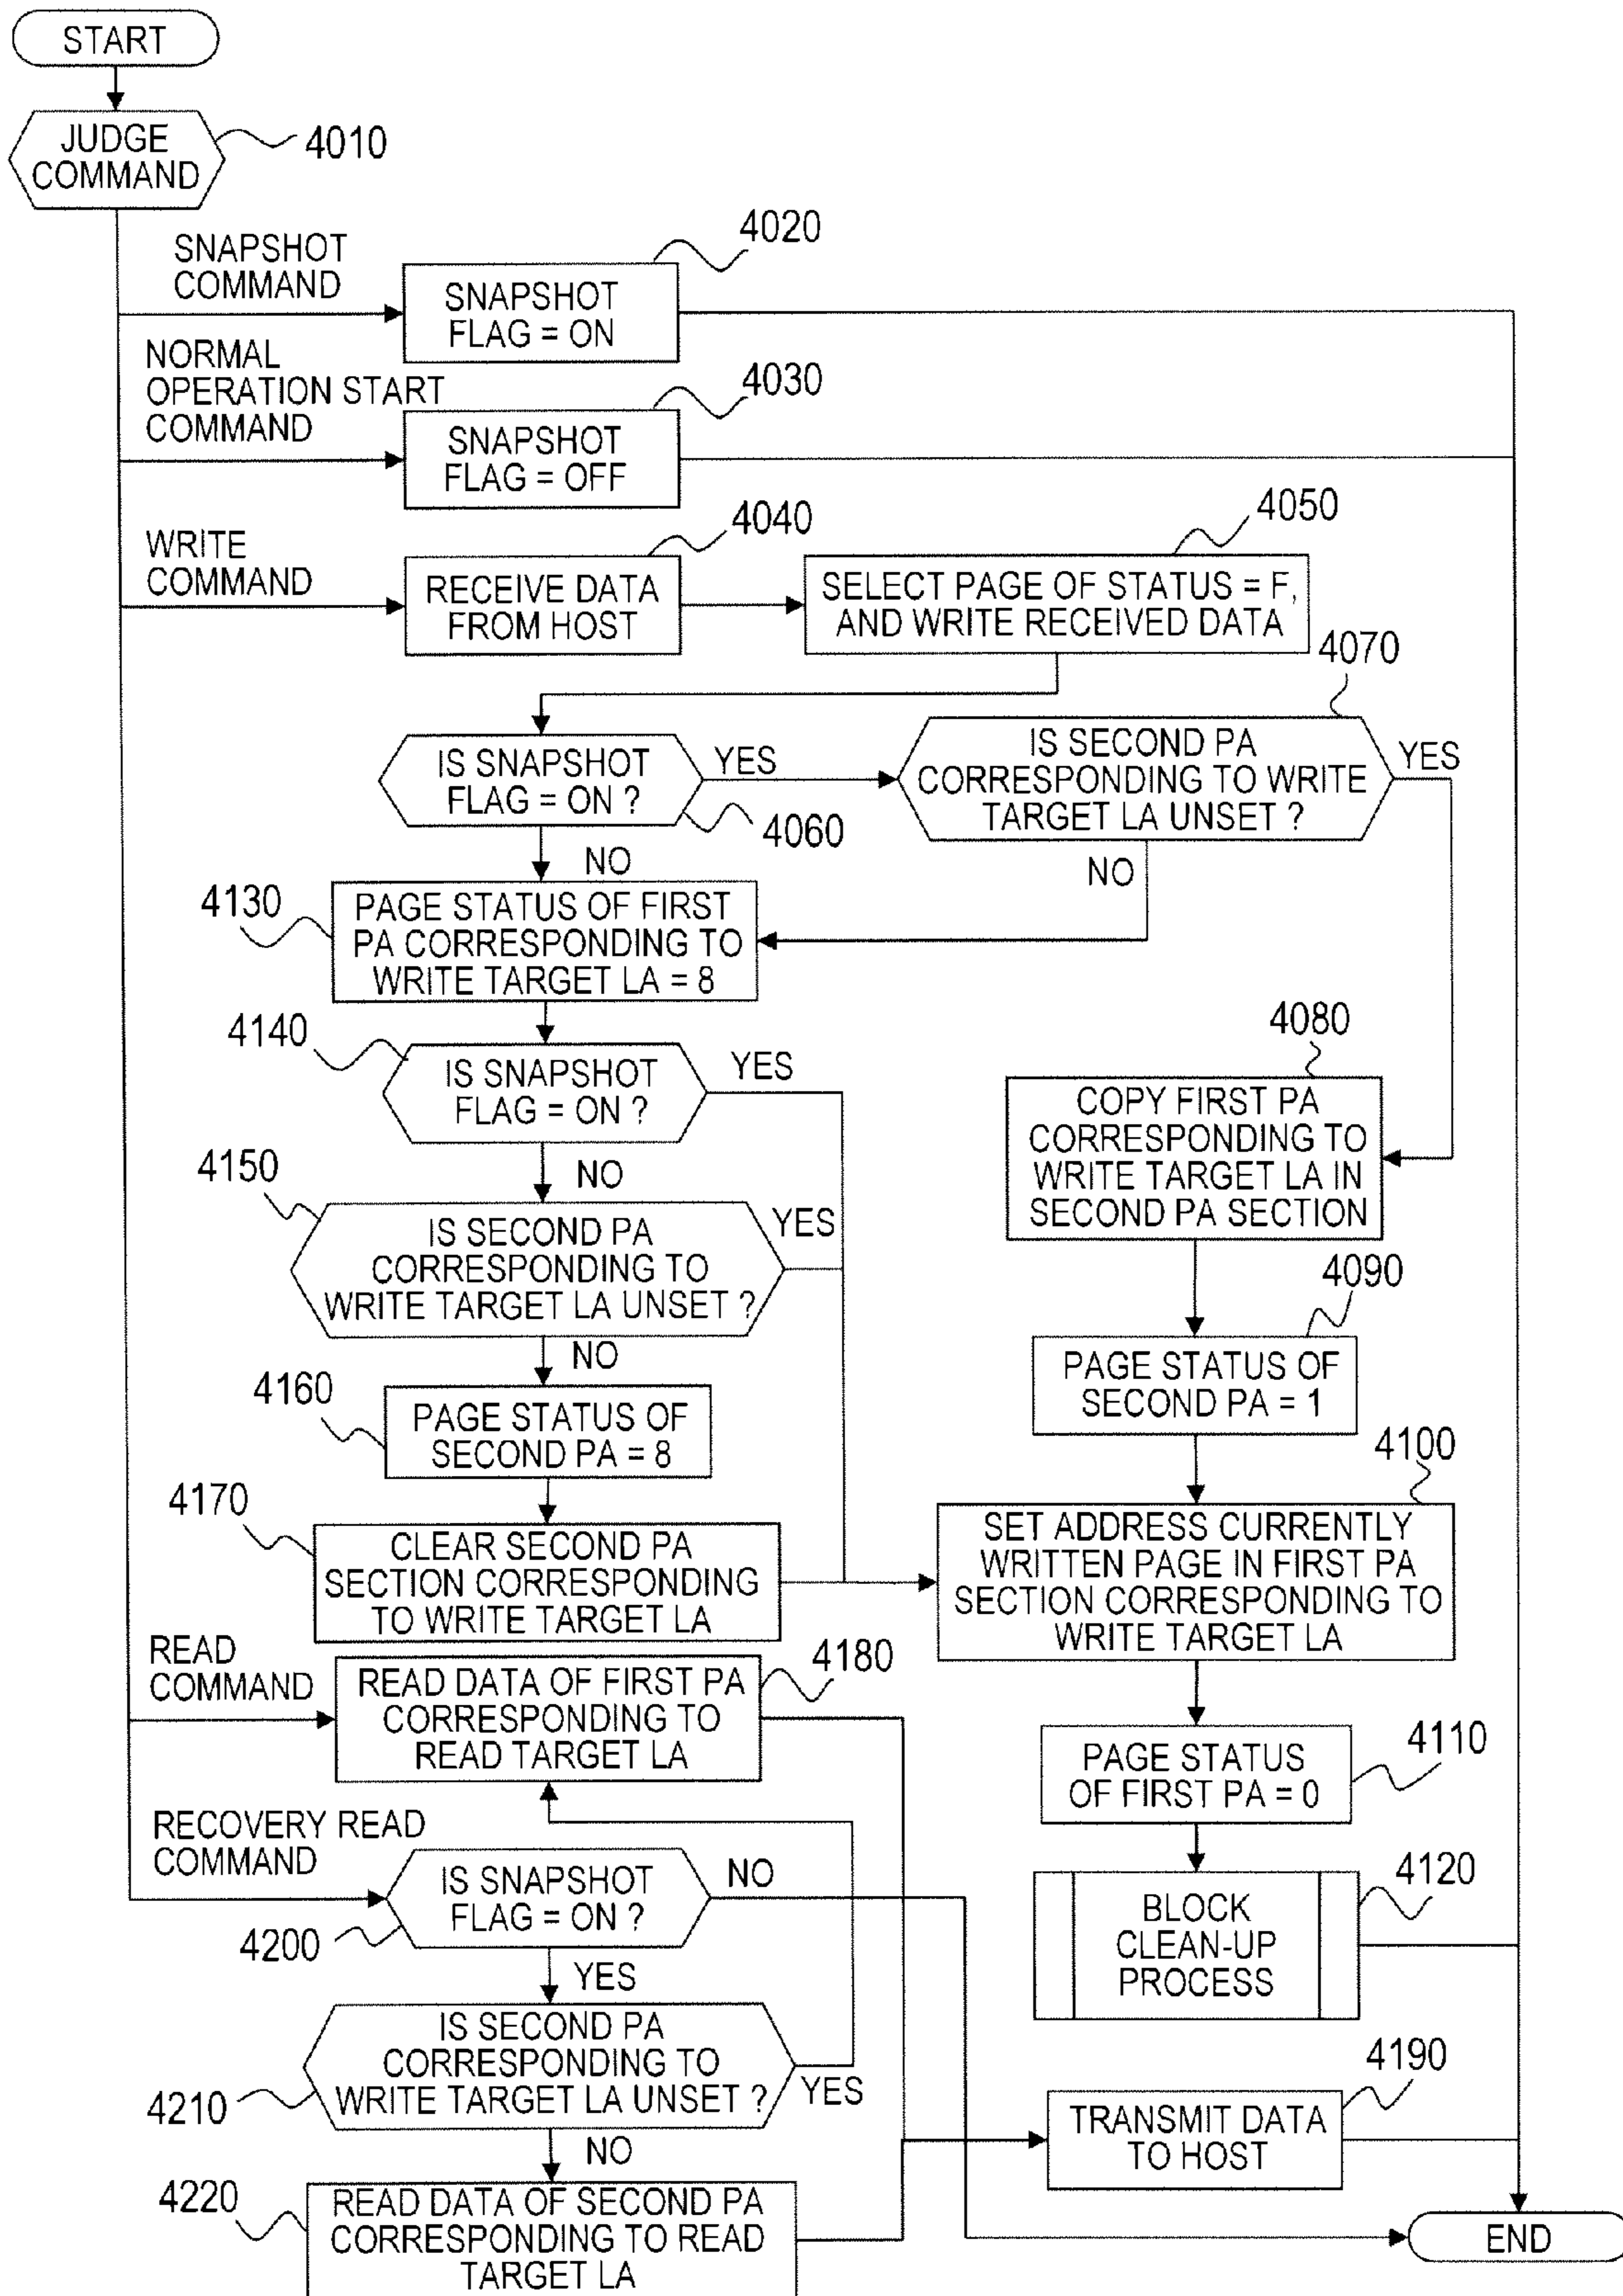 START
JUDGE
COMMAND
4010
SNAPSHOT
COMMAND
4020
SNAPSHOT
FLAG = ON
NORMAL
OPERATION START
COMMAND
4030
SNAPSHOT
FLAG = OFF
WRITE
COMMAND
4040
RECEIVE DATA
FROM HOST
4050
SELECT PAGE OF STATUS = F,
AND WRITE RECEIVED DATA
4070
IS SNAPSHOT
FLAG = ON ?
YES
4060
NO
IS SECOND PA
CORRESPONDING TO WRITE
TARGET LA UNSET ?
YES
NO
4130
PAGE STATUS OF FIRST
PA CORRESPONDING TO
WRITE TARGET LA = 8
4140
IS SNAPSHOT
FLAG = ON ?
YES
NO
4080
COPY FIRST PA
CORRESPONDING TO
WRITE TARGET LA IN
SECOND PA SECTION
4150
IS SECOND PA
CORRESPONDING TO
WRITE TARGET LA UNSET ?
YES
NO
4090
PAGE STATUS OF
SECOND PA = 1
4160
PAGE STATUS OF
SECOND PA = 8
4100
SET ADDRESS CURRENTLY
WRITTEN PAGE IN FIRST PA
SECTION CORRESPONDING TO
WRITE TARGET LA
4170
CLEAR SECOND PA
SECTION CORRESPONDING
TO WRITE TARGET LA
READ
COMMAND
4180
READ DATA OF FIRST PA
CORRESPONDING TO
READ TARGET LA
4110
PAGE STATUS
OF FIRST PA = 0
RECOVERY READ
COMMAND
IS SNAPSHOT
FLAG = ON ?
NO
4200
YES
4120
BLOCK
CLEAN-UP
PROCESS
IS SECOND PA
CORRESPONDING TO
WRITE TARGET LA UNSET ?
YES
4210
NO
4190
TRANSMIT DATA
TO HOST
4220
READ DATA OF SECOND PA
CORRESPONDING TO READ
TARGET LA
END